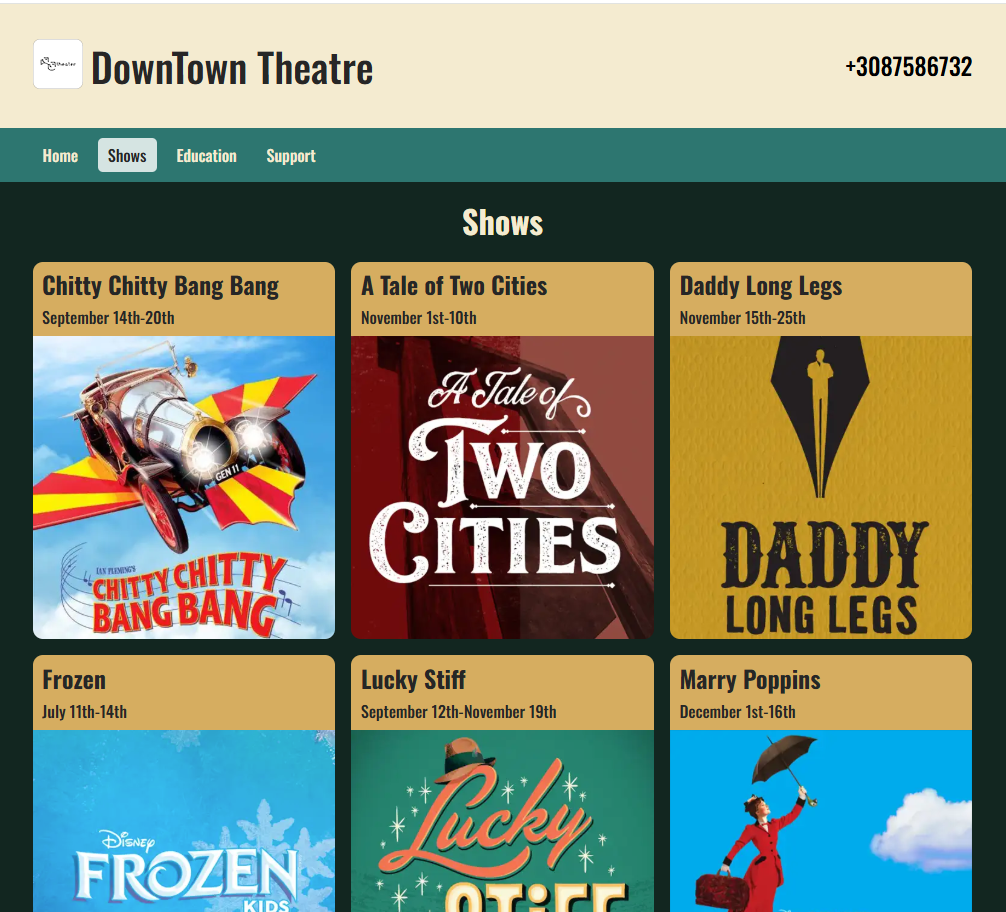 theater
DownTown Theatre
+3087586732
Home Shows Education Support
Shows
Chitty Chitty Bang Bang
September 14th-20th
GEN 11
IAN FLEMING'S
CHITTY CHITTY
BANG BANG
A Tale of Two Cities
November 1st-10th
A Tale of
TWO
CITIES
Daddy Long Legs
November 15th-25th
DADDY
LONG LEGS
Frozen
July 11th-14th
Disney
FROZEN
KIDS
Lucky Stiff
September 12th-November 19th
Lucky
STiFF
Marry Poppins
December 1st-16th